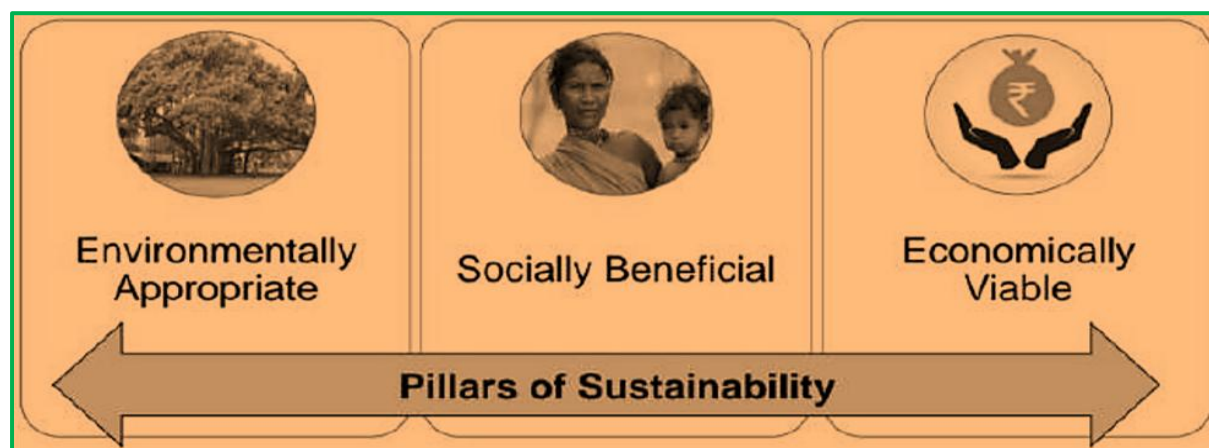 ₹
Environmentally
Appropriate
Socially Beneficial
Economically
Viable
Pillars of Sustainability